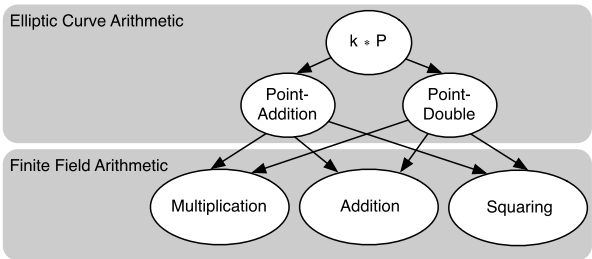 Elliptic Curve Arithmetic
k * P
Point-
Addition
Point-
Double
Finite Field Arithmetic
Multiplication
Addition
Squaring